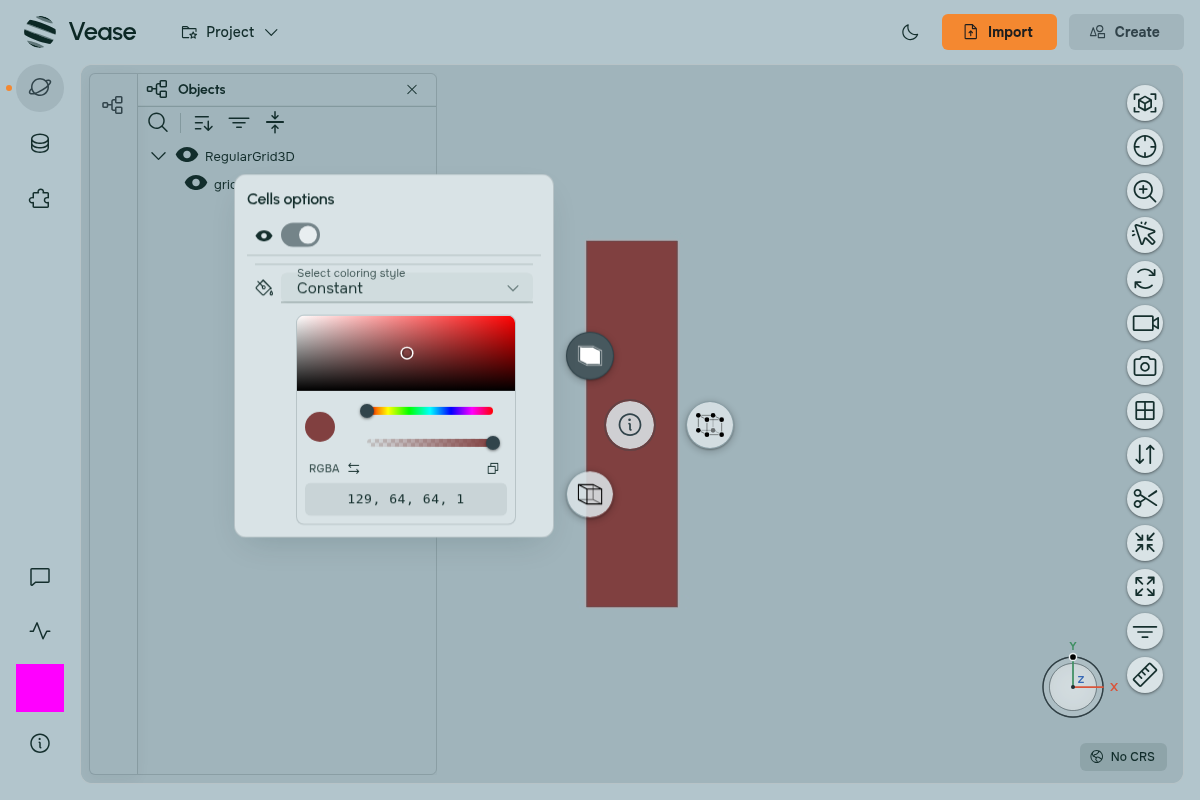 Vease
Project
Import
Create
Objects
RegularGrid3D
Cells options
Select coloring style
Constant
RGBA
129, 64, 64, 1
Y
Z
X
No CRS